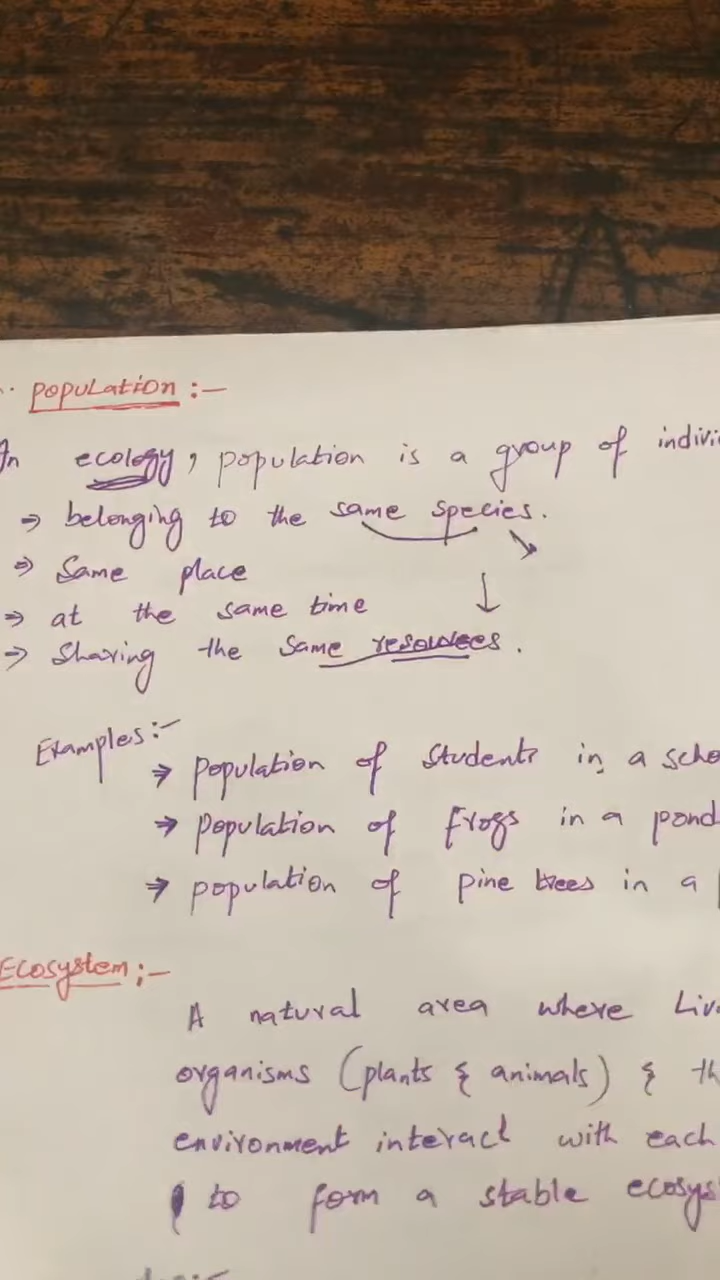 population :-
In ecology, population is a group of indivi
⇒ belonging to the same species.
⇒ Same place
⇒ at the same time
⇒ Sharing the same resources.
Examples:-
→ population of Students in a scho
→ population of frogs in a pond
→ population of pine trees in a
Ecosystem :-
A natural area where Liv
organisms (plants & animals) & th
environment interact with each
to form a stable ecosys